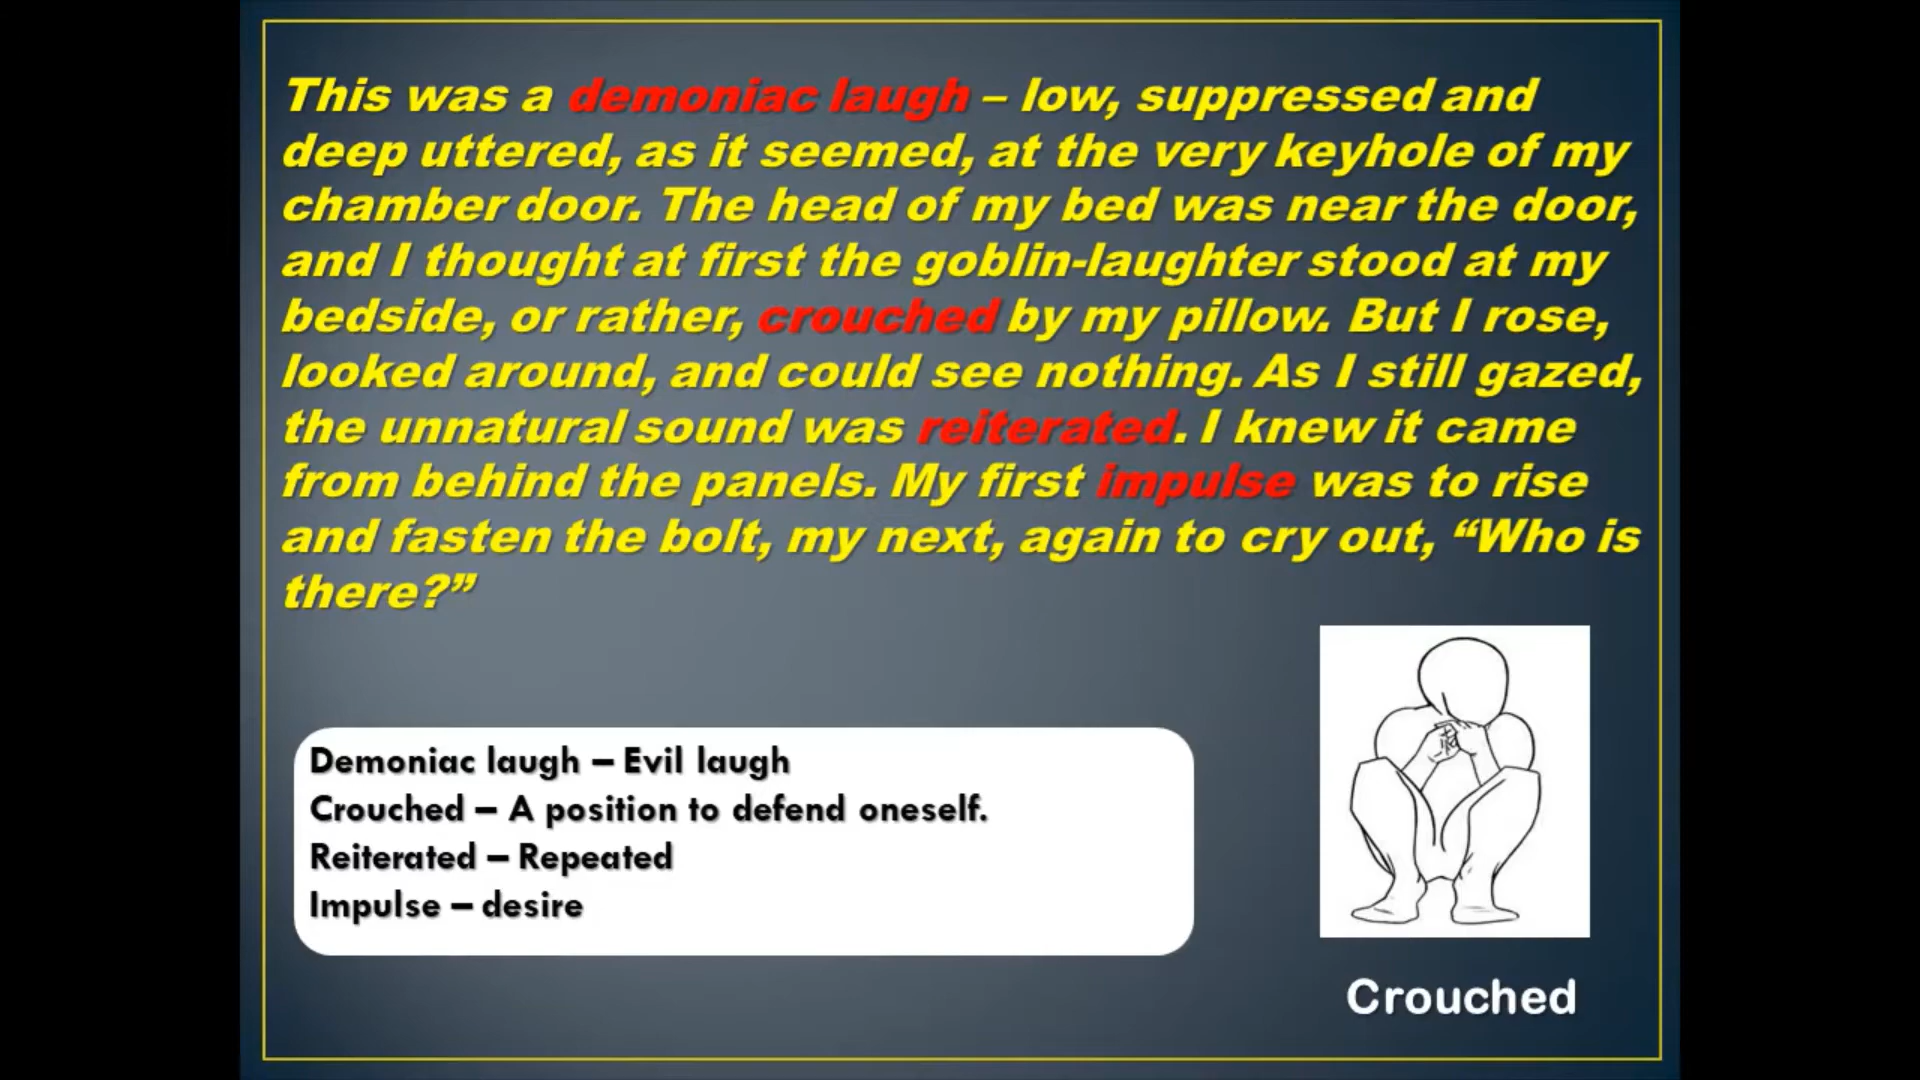 This was a demoniac laugh – low, suppressed and
deep uttered, as it seemed, at the very keyhole of my
chamber door. The head of my bed was near the door,
and I thought at first the goblin-laughter stood at my
bedside, or rather, crouched by my pillow. But I rose,
looked around, and could see nothing. As I still gazed,
the unnatural sound was reiterated. I knew it came
from behind the panels. My first impulse was to rise
and fasten the bolt, my next, again to cry out, “Who is
there?”
Demoniac laugh – Evil laugh
Crouched – A position to defend oneself.
Reiterated – Repeated
Impulse – desire
Crouched